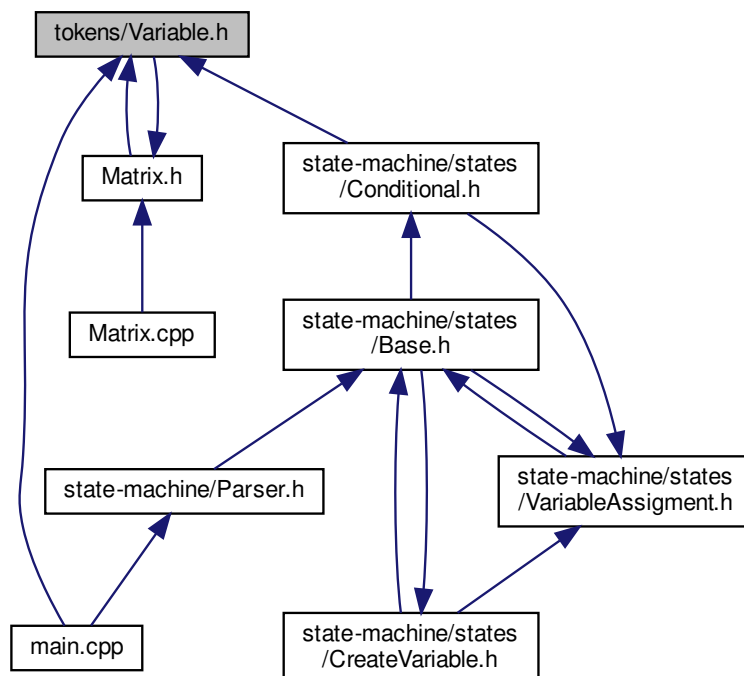 tokens/Variable.h
Matrix.h
state-machine/states
/Conditional.h
Matrix.cpp
state-machine/states
/Base.h
state-machine/Parser.h
state-machine/states
/VariableAssigment.h
main.cpp
state-machine/states
/CreateVariable.h